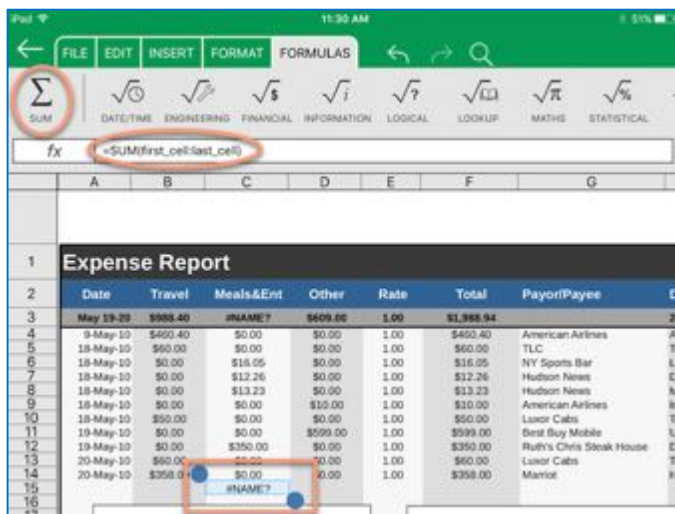 iPad 11:30 AM 51%
FILE EDIT INSERT FORMAT FORMULAS
SUM DATE/TIME ENGINEERING FINANCIAL INFORMATION LOGICAL LOOKUP MATHS STATISTICAL
fx =SUM(first_cell:last_cell)
A B C D E F G
1 Expense Report
2 Date Travel Meals&Ent Other Rate Total Payor/Payee
3 May 19-20 $988.40 #NAME? $609.00 1.00 $1,988.94
4 9-May-10 $460.40 $0.00 $0.00 1.00 $460.40 American Airlines
5 18-May-10 $60.00 $0.00 $0.00 1.00 $60.00 TLC
6 18-May-10 $0.00 $16.05 $0.00 1.00 $16.05 NY Sports Bar
7 18-May-10 $0.00 $12.26 $0.00 1.00 $12.26 Hudson News
8 18-May-10 $0.00 $13.23 $0.00 1.00 $13.23 Hudson News
9 18-May-10 $0.00 $0.00 $10.00 1.00 $10.00 American Airlines
10 18-May-10 $50.00 $0.00 $0.00 1.00 $50.00 Luxor Cabs
11 19-May-10 $0.00 $0.00 $599.00 1.00 $599.00 Best Buy Mobile
12 19-May-10 $0.00 $350.00 $0.00 1.00 $350.00 Ruth's Chris Steak House
13 20-May-10 $60.00 $0.00 $0.00 1.00 $60.00 Luxor Cabs
14 20-May-10 $358.0 $0.00 $0.00 1.00 $358.00 Marriot
15 #NAME?
16